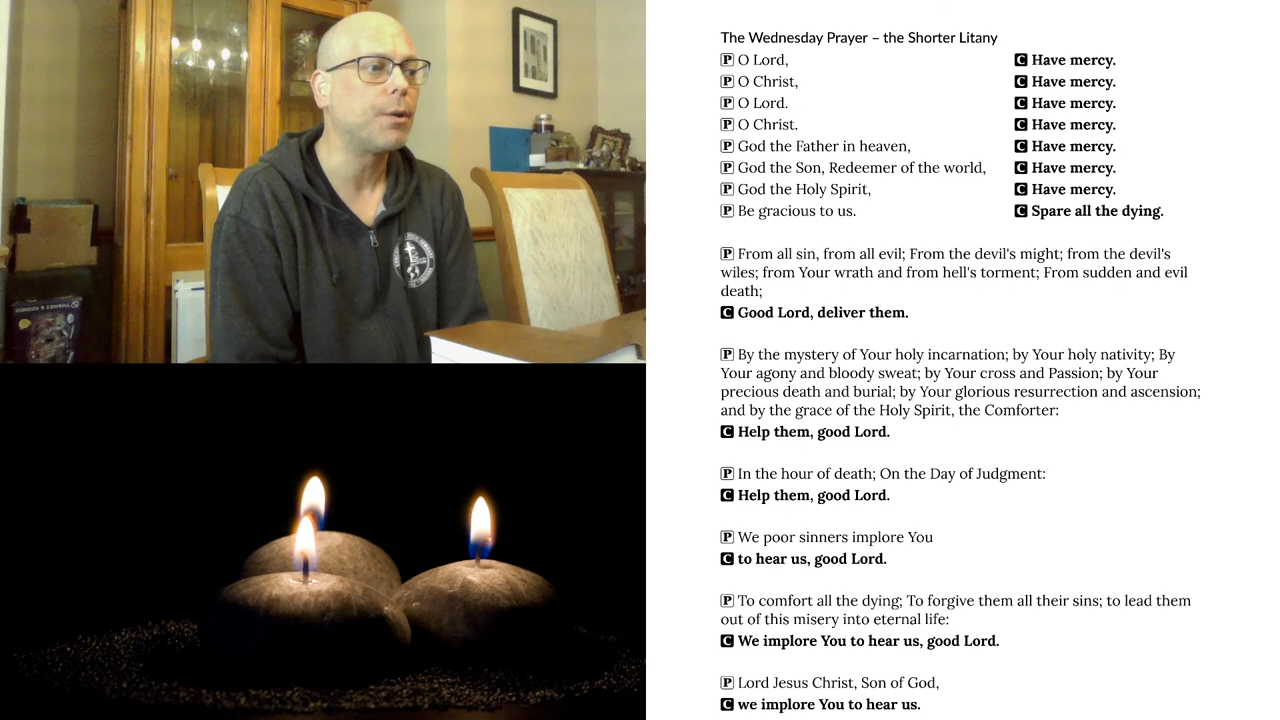 The Wednesday Prayer – the Shorter Litany
P O Lord,
C Have mercy.
P O Christ,
C Have mercy.
P O Lord.
C Have mercy.
P O Christ.
C Have mercy.
P God the Father in heaven,
C Have mercy.
P God the Son, Redeemer of the world,
C Have mercy.
P God the Holy Spirit,
C Have mercy.
P Be gracious to us.
C Spare all the dying.
P From all sin, from all evil; From the devil's might; from the devil's
wiles; from Your wrath and from hell's torment; From sudden and evil
death;
C Good Lord, deliver them.
P By the mystery of Your holy incarnation; by Your holy nativity; By
Your agony and bloody sweat; by Your cross and Passion; by Your
precious death and burial; by Your glorious resurrection and ascension;
and by the grace of the Holy Spirit, the Comforter:
C Help them, good Lord.
P In the hour of death; On the Day of Judgment:
C Help them, good Lord.
P We poor sinners implore You
C to hear us, good Lord.
P To comfort all the dying; To forgive them all their sins; to lead them
out of this misery into eternal life:
C We implore You to hear us, good Lord.
P Lord Jesus Christ, Son of God,
C we implore You to hear us.